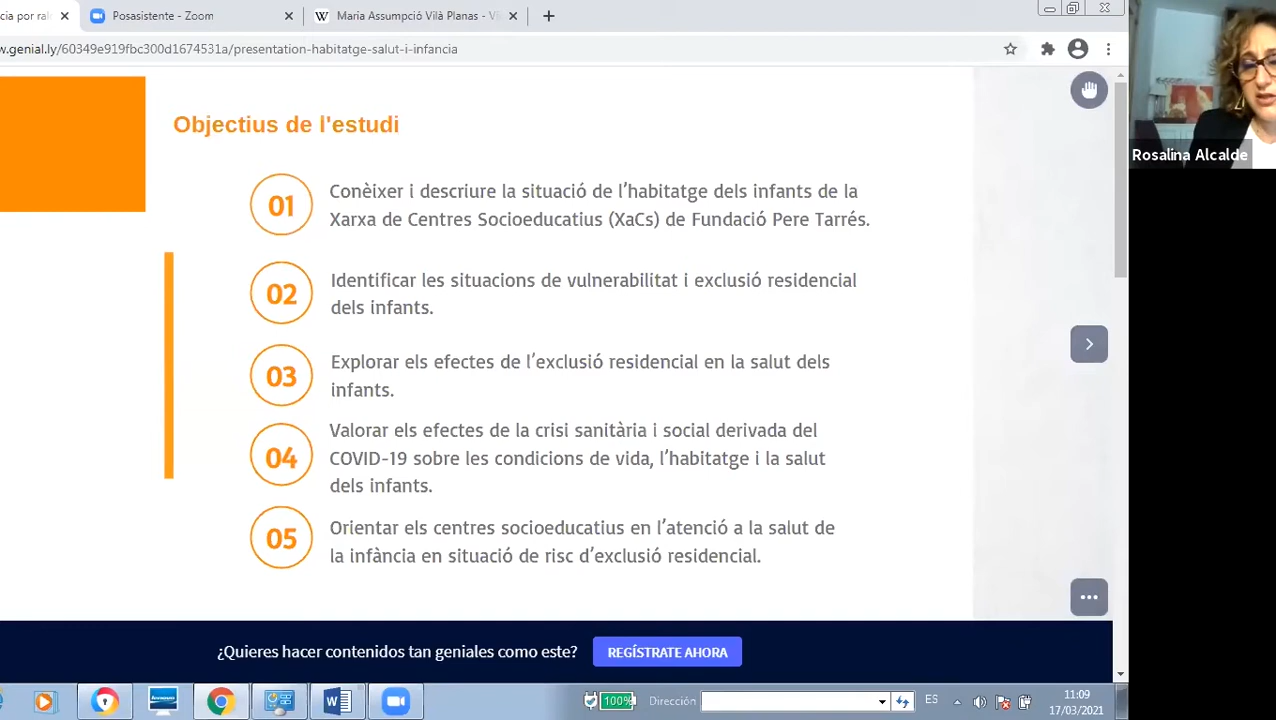 cia por ra
Posasistente - Zoom
Maria Assumpció Vilà Planas - Vi
w.genial.ly/60349e919fbc300d1674531a/presentation-habitatge-salut-i-infancia
Rosalina Alcalde
Objectius de l'estudi
01
Conèixer i descriure la situació de l'habitatge dels infants de la
Xarxa de Centres Socioeducatius (XaCs) de Fundació Pere Tarrés.
02
Identificar les situacions de vulnerabilitat i exclusió residencial
dels infants.
03
Explorar els efectes de l'exclusió residencial en la salut dels
infants.
04
Valorar els efectes de la crisi sanitària i social derivada del
COVID-19 sobre les condicions de vida, l'habitatge i la salut
dels infants.
05
Orientar els centres socioeducatius en l'atenció a la salut de
la infància en situació de risc d'exclusió residencial.
¿Quieres hacer contenidos tan geniales como este?
REGÍSTRATE AHORA
100%
Dirección
ES
11:09
17/03/2021